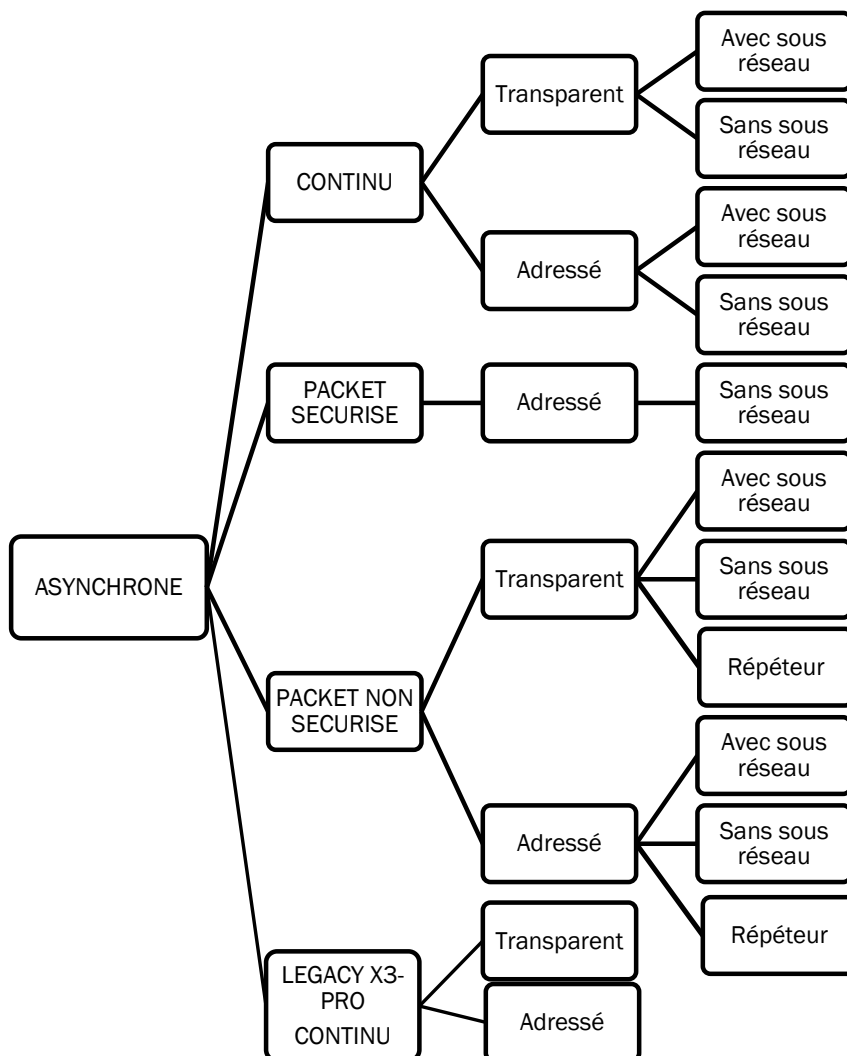 Avec sous
réseau
Transparent
Sans sous
réseau
CONTINU
Avec sous
réseau
Adressé
Sans sous
réseau
PACKET
SECURISE
Adressé
Sans sous
réseau
Avec sous
réseau
ASYNCHRONE
Transparent
Sans sous
réseau
Répéteur
PACKET NON
SECURISE
Avec sous
réseau
Adressé
Sans sous
réseau
Répéteur
LEGACY X3-
PRO
CONTINU
Transparent
Adressé